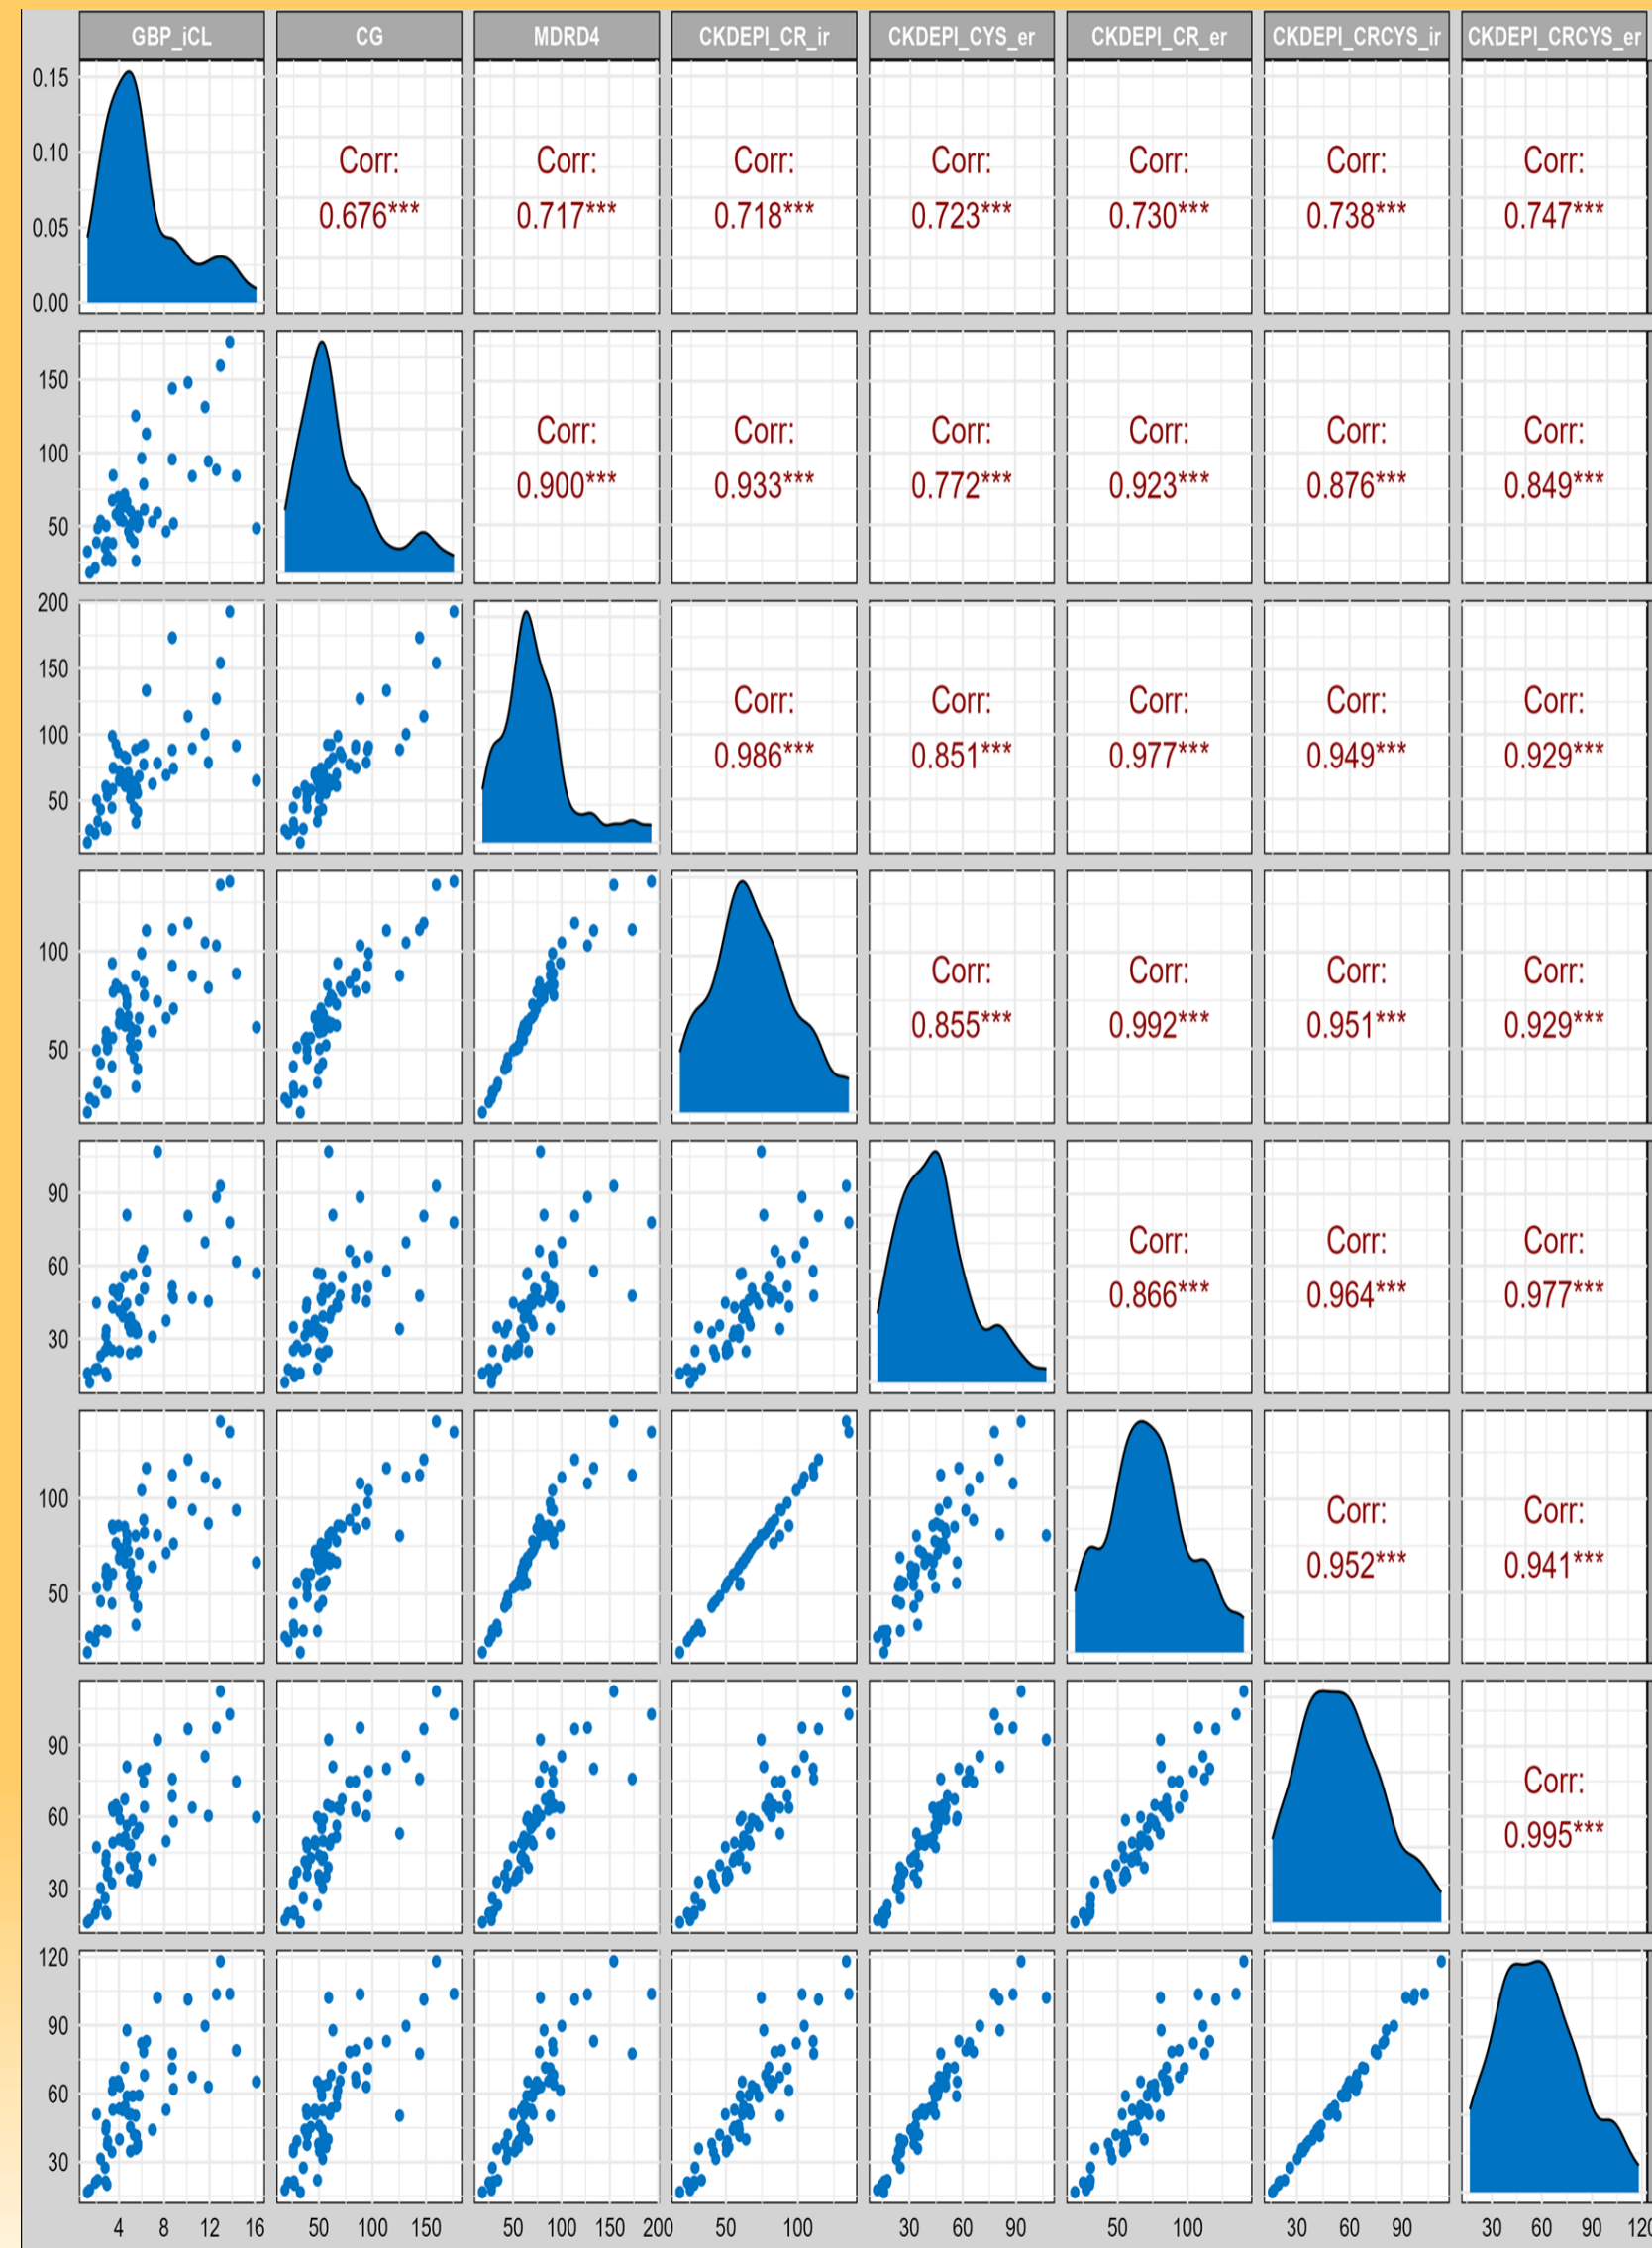 GBP_iCL CG MDRD4 CKDEPI_CR_ir CKDEPI_CYS_er CKDEPI_CR_er CKDEPI_CRCYS_ir CKDEPI_CRCYS_er
0.15
0.10
0.05
0.00
Corr: Corr: Corr: Corr: Corr: Corr: Corr:
0.676*** 0.717*** 0.718*** 0.723*** 0.730*** 0.738*** 0.747***
150
100
50
Corr: Corr: Corr: Corr: Corr: Corr:
0.900*** 0.933*** 0.772*** 0.923*** 0.876*** 0.849***
200
150
100
50
Corr: Corr: Corr: Corr: Corr:
0.986*** 0.851*** 0.977*** 0.949*** 0.929***
100
50
Corr: Corr: Corr: Corr:
0.855*** 0.992*** 0.951*** 0.929***
90
60
30
Corr: Corr: Corr:
0.866*** 0.964*** 0.977***
100
50
Corr: Corr:
0.952*** 0.941***
90
60
30
Corr:
0.995***
120
90
60
30
4 8 12 16 50 100 150 50 100 150 200 50 100 30 60 90 50 100 30 60 90 30 60 90 120